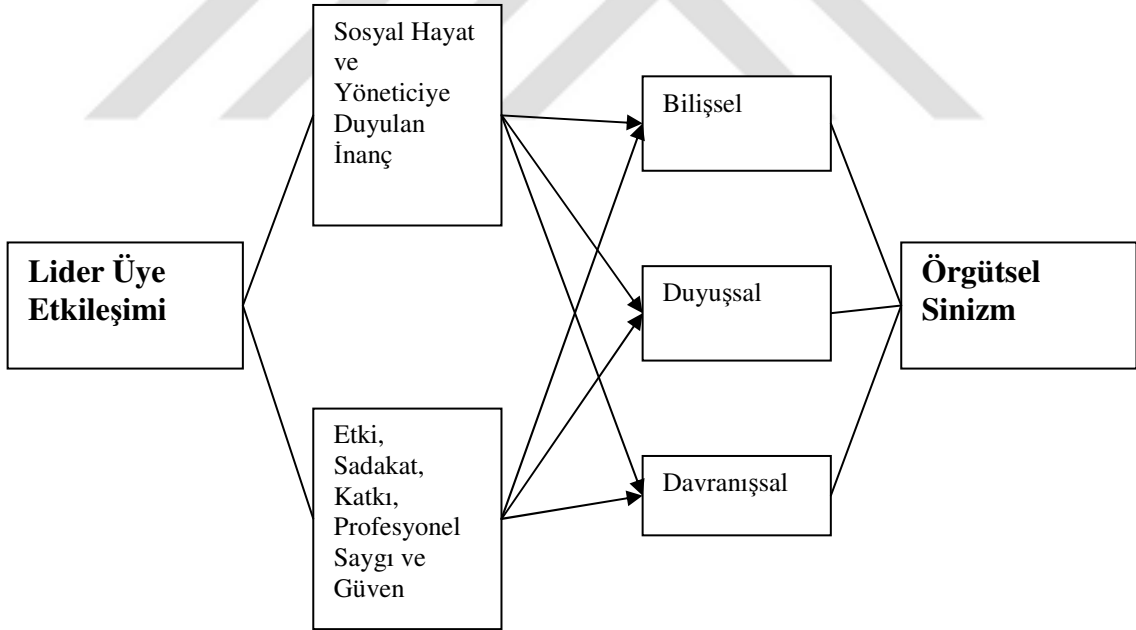 Lider Üye
Etkileşimi
Sosyal Hayat
ve
Yöneticiye
Duyulan
İnanç
Etki,
Sadakat,
Katkı,
Profesyonel
Saygı ve
Güven
Bilişsel
Duyuşsal
Davranışsal
Örgütsel
Sinizm